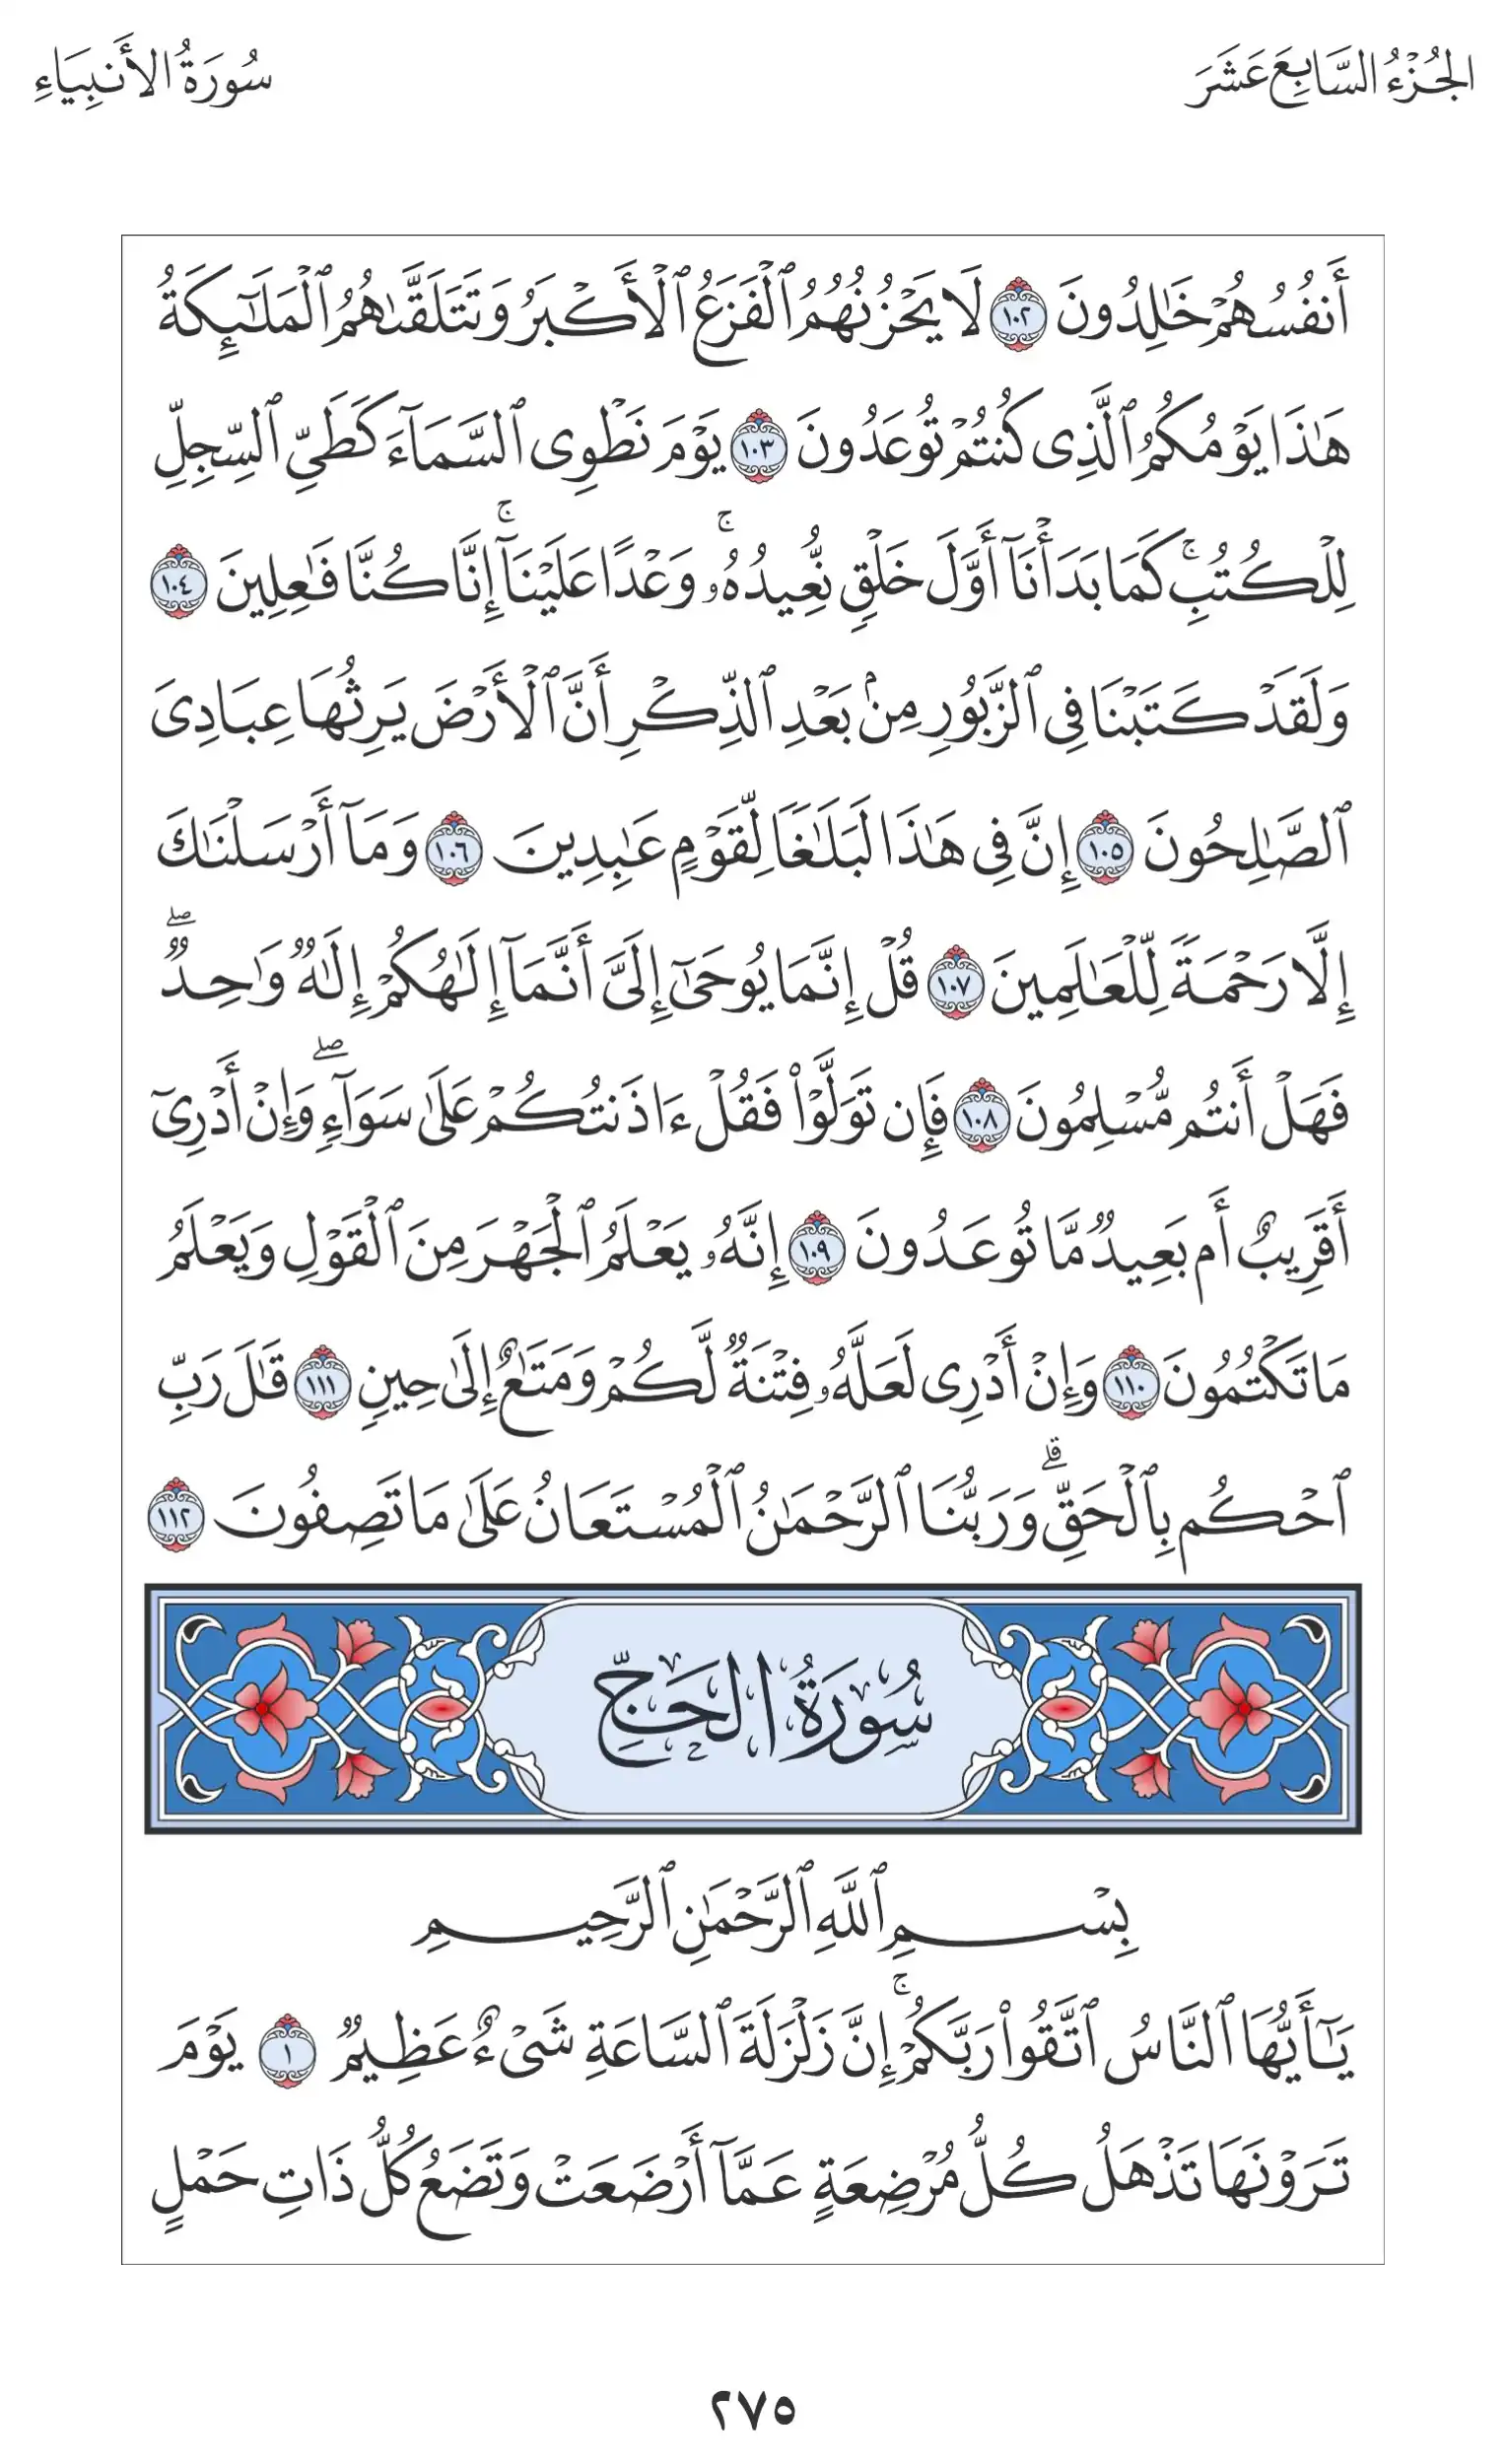 الجُزْءُ السَّابِعَ عَشَرَ
سُورَةُ الأَنبِيَاءِ
أَنفُسُهُمْ خَٰلِدُونَ ١٠٢ لَا يَحْزُنُهُمُ ٱلْفَزَعُ ٱلْأَكْبَرُ وَتَتَلَقَّىٰهُمُ ٱلْمَلَٰٓئِكَةُ
هَٰذَا يَوْمُكُمُ ٱلَّذِى كُنتُمْ تُوعَدُونَ ١٠٣ يَوْمَ نَطْوِى ٱلسَّمَآءَ كَطَىِّ ٱلسِّجِلِّ
لِلْكُتُبِ ۚ كَمَا بَدَأْنَآ أَوَّلَ خَلْقٍ نُّعِيدُهُۥ ۚ وَعْدًا عَلَيْنَآ ۚ إِنَّا كُنَّا فَٰعِلِينَ ١٠٤
وَلَقَدْ كَتَبْنَا فِى ٱلزَّبُورِ مِنۢ بَعْدِ ٱلذِّكْرِ أَنَّ ٱلْأَرْضَ يَرِثُهَا عِبَادِىَ
ٱلصَّٰلِحُونَ ١٠٥ إِنَّ فِى هَٰذَا لَبَلَٰغًا لِّقَوْمٍ عَٰبِدِينَ ١٠٦ وَمَآ أَرْسَلْنَٰكَ
إِلَّا رَحْمَةً لِّلْعَٰلَمِينَ ١٠٧ قُلْ إِنَّمَا يُوحَىٰٓ إِلَىَّ أَنَّمَآ إِلَٰهُكُمْ إِلَٰهٌ وَٰحِدٌ ۖ
فَهَلْ أَنتُم مُّسْلِمُونَ ١٠٨ فَإِن تَوَلَّوْا۟ فَقُلْ ءَاذَنتُكُمْ عَلَىٰ سَوَآءٍ ۖ وَإِنْ أَدْرِىٓ
أَقَرِيبٌ أَم بَعِيدٌ مَّا تُوعَدُونَ ١٠٩ إِنَّهُۥ يَعْلَمُ ٱلْجَهْرَ مِنَ ٱلْقَوْلِ وَيَعْلَمُ
مَا تَكْتُمُونَ ١١٠ وَإِنْ أَدْرِى لَعَلَّهُۥ فِتْنَةٌ لَّكُمْ وَمَتَٰعٌ إِلَىٰ حِينٍ ١١١ قَٰلَ رَبِّ
ٱحْكُم بِٱلْحَقِّ ۗ وَرَبُّنَا ٱلرَّحْمَٰنُ ٱلْمُسْتَعَانُ عَلَىٰ مَا تَصِفُونَ ١١٢
سُورَةُ الحَجِّ
بِسْمِ ٱللَّهِ ٱلرَّحْمَٰنِ ٱلرَّحِيمِ
يَٰٓأَيُّهَا ٱلنَّاسُ ٱتَّقُوا۟ رَبَّكُمْ ۚ إِنَّ زَلْزَلَةَ ٱلسَّاعَةِ شَىْءٌ عَظِيمٌ ١ يَوْمَ
تَرَوْنَهَا تَذْهَلُ كُلُّ مُرْضِعَةٍ عَمَّآ أَرْضَعَتْ وَتَضَعُ كُلُّ ذَاتِ حَمْلٍ
٢٧٥